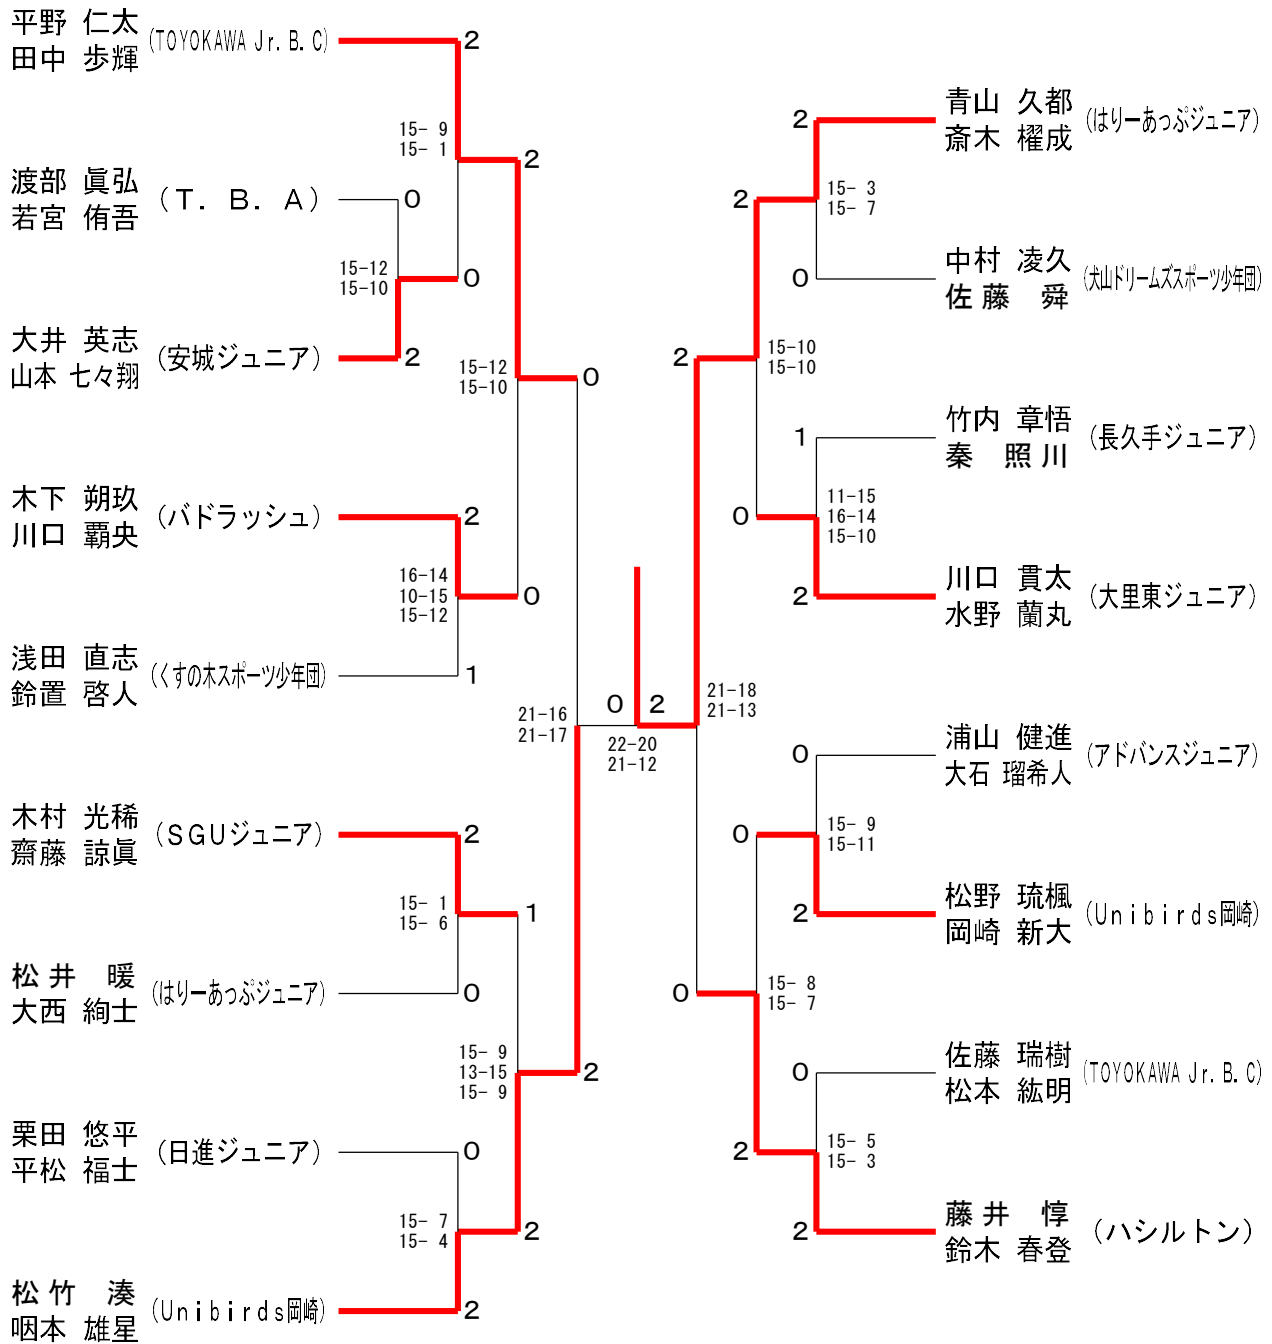 平野 仁太
田中 歩輝
(TOYOKAWA Jr. B. C)
2
15- 9
15- 1
2
渡部 眞弘
若宮 侑吾
(T. B. A)
0
15-12
15-10
0
大井 英志
山本 七々翔
(安城ジュニア)
2
15-12
15-10
0
木下 朔玖
川口 覇央
(バドラッシュ)
2
16-14
10-15
15-12
0
浅田 直志
鈴置 啓人
(くすの木スポーツ少年団)
1
21-16
21-17
木村 光稀
齋藤 諒眞
(SGUジュニア)
2
15- 1
15- 6
1
松井 暖
大西 絢士
(はりーあっぷジュニア)
0
15- 9
13-15
15- 9
2
栗田 悠平
平松 福士
(日進ジュニア)
0
15- 7
15- 4
2
松竹 湊
咽本 雄星
(Unibirds岡崎)
2
0 2
22-20
21-12
青山 久都
斎木 櫂成
(はりーあっぷジュニア)
2
15- 3
15- 7
2
中村 凌久
佐藤 舜
(犬山ドリームズスポーツ少年団)
0
15-10
15-10
2
竹内 章悟
秦 照川
(長久手ジュニア)
1
11-15
16-14
15-10
0
川口 貫太
水野 蘭丸
(大里東ジュニア)
2
21-18
21-13
浦山 健進
大石 瑠希人
(アドバンスジュニア)
0
15- 9
15-11
0
松野 琉楓
岡崎 新大
(Unibirds岡崎)
2
15- 8
15- 7
0
佐藤 瑞樹
松本 紘明
(TOYOKAWA Jr. B. C)
0
15- 5
15- 3
2
藤井 惇
鈴木 春登
(ハシルトン)
2